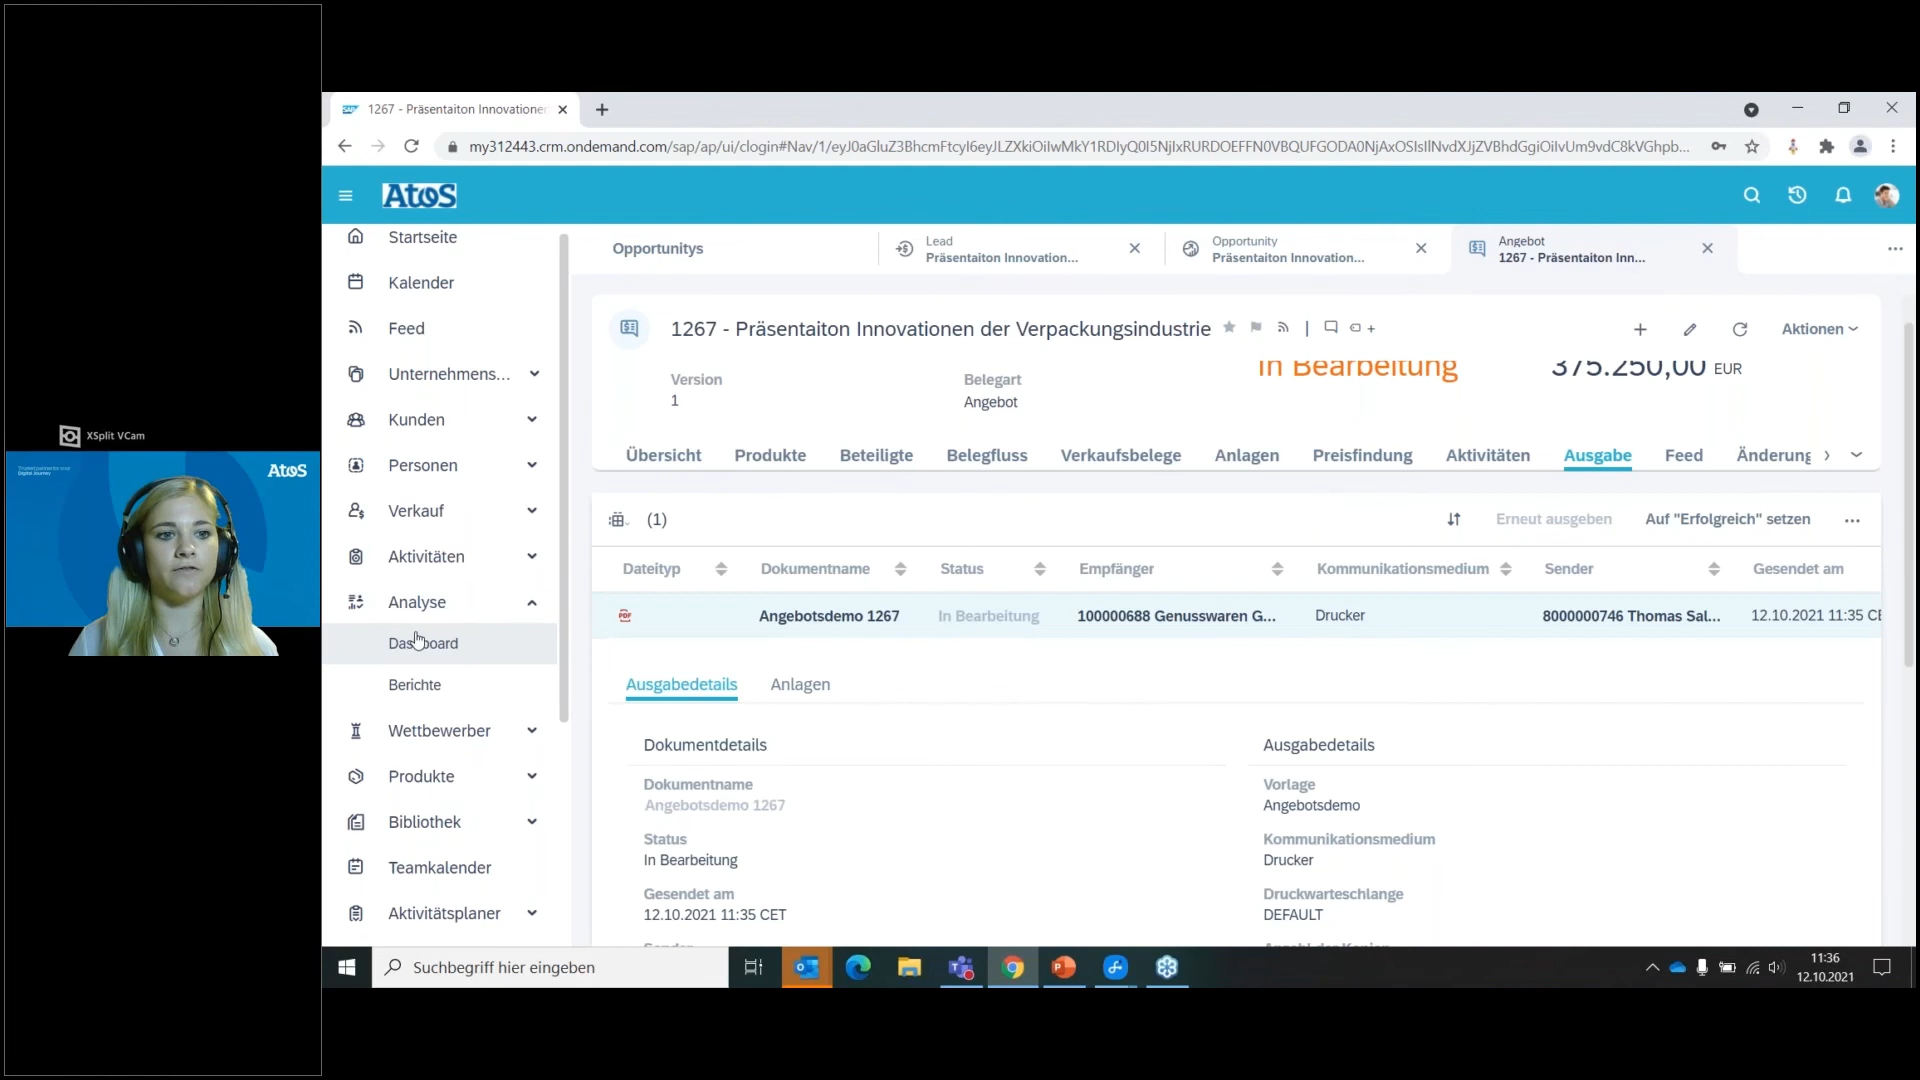 XSplit VCam
Atos
1267 - Präsentaiton Innovatione
my312443.crm.ondemand.com/sap/ap/ui/clogin#Nav/1/
Atos
Startseite
Kalender
Feed
Unternehmens...
Kunden
Personen
Verkauf
Aktivitäten
Analyse
Dashboard
Berichte
Wettbewerber
Produkte
Bibliothek
Teamkalender
Aktivitätsplaner
Opportunitys
Lead
Präsentaiton Innovation...
Opportunity
Präsentaiton Innovation...
Angebot
1267 - Präsentaiton Inn...
1267 - Präsentaiton Innovationen der Verpackungsindustrie
Aktionen
Version
1
Belegart
Angebot
In Bearbeitung
375.250,00 EUR
Übersicht Produkte Beteiligte Belegfluss Verkaufsbelege Anlagen Preisfindung Aktivitäten Ausgabe Feed Änderung
(1)
Erneut ausgeben Auf "Erfolgreich" setzen
Dateityp Dokumentname Status Empfänger Kommunikationsmedium Sender Gesendet am
PDF Angebotsdemo 1267 In Bearbeitung 100000688 Genusswaren G... Drucker 8000000746 Thomas Sal... 12.10.2021 11:35 CE
Ausgabedetails Anlagen
Dokumentdetails
Dokumentname
Angebotsdemo 1267
Status
In Bearbeitung
Gesendet am
12.10.2021 11:35 CET
Ausgabedetails
Vorlage
Angebotsdemo
Kommunikationsmedium
Drucker
Druckwarteschlange
DEFAULT
Suchbegriff hier eingeben
11:36
12.10.2021